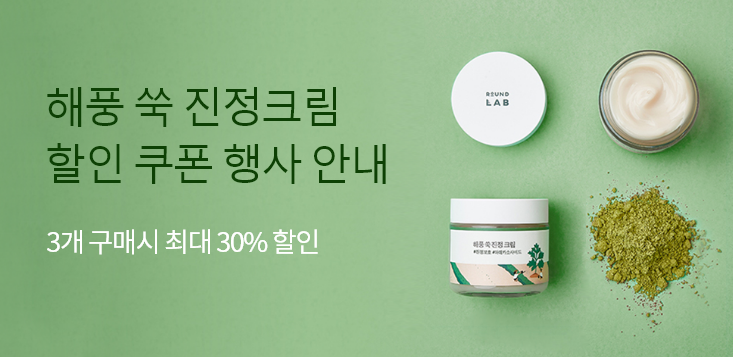 해풍 쑥 진정크림
할인 쿠폰 행사 안내
3개 구매시 최대 30% 할인
ROUND
LAB
해풍 쑥 진정 크림